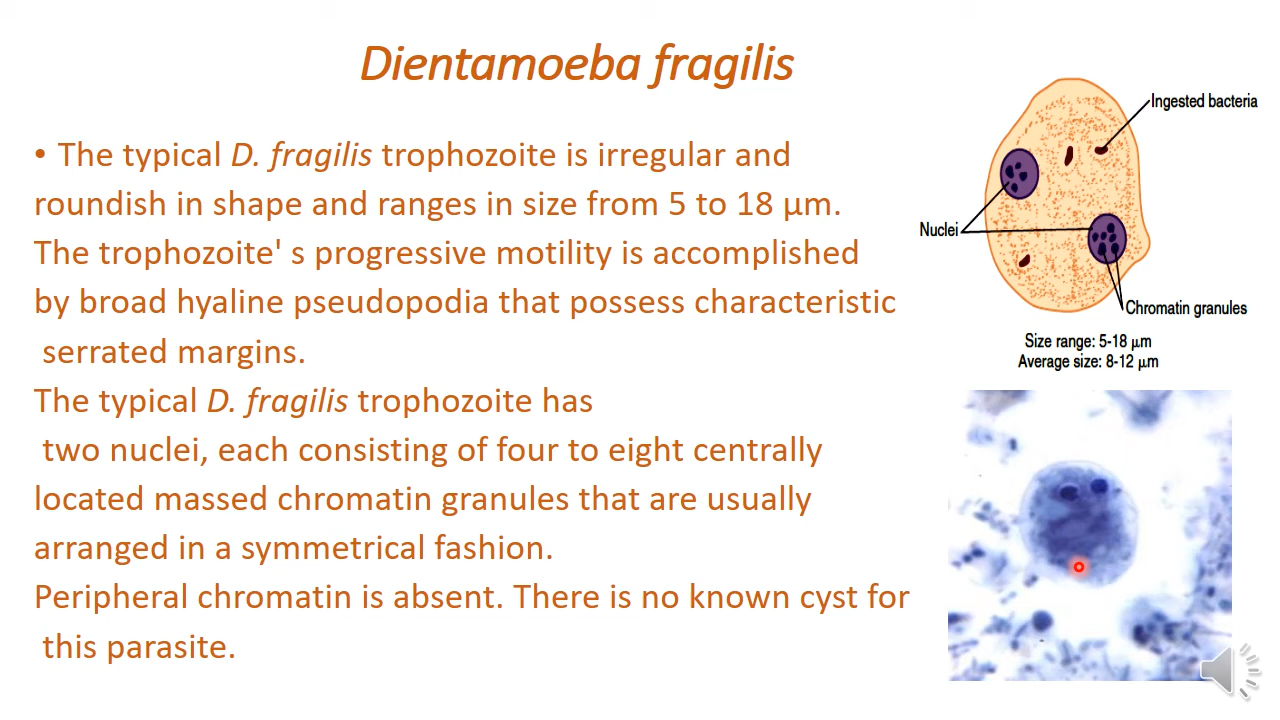 Dientamoeba fragilis
• The typical D. fragilis trophozoite is irregular and
roundish in shape and ranges in size from 5 to 18 μm.
The trophozoite' s progressive motility is accomplished
by broad hyaline pseudopodia that possess characteristic
serrated margins.
The typical D. fragilis trophozoite has
two nuclei, each consisting of four to eight centrally
located massed chromatin granules that are usually
arranged in a symmetrical fashion.
Peripheral chromatin is absent. There is no known cyst for
this parasite.
Ingested bacteria
Nuclei
Chromatin granules
Size range: 5-18 μm
Average size: 8-12 μm